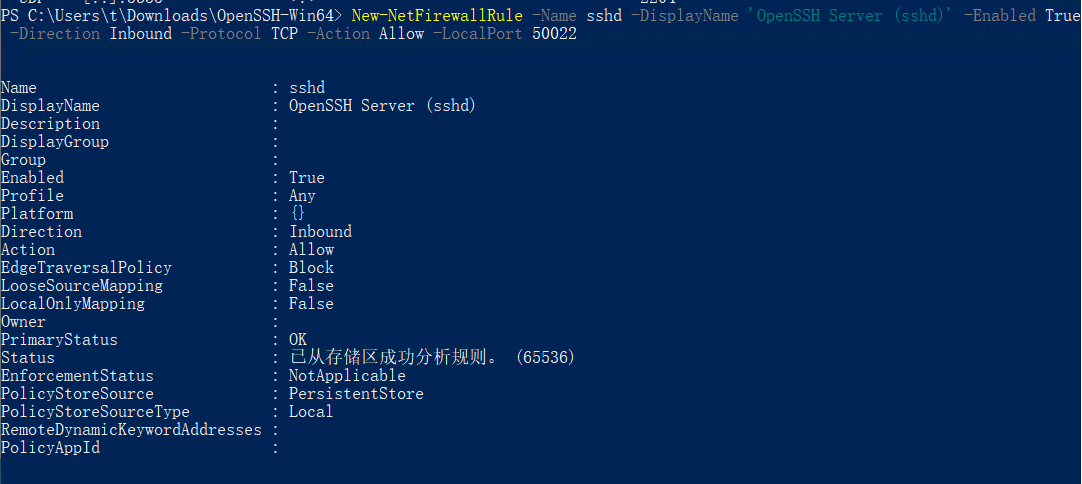 PS C:\Users\t\Downloads\OpenSSH-Win64> New-NetFirewallRule -Name sshd -DisplayName 'OpenSSH Server (sshd)' -Enabled True
-Direction Inbound -Protocol TCP -Action Allow -LocalPort 50022
Name : sshd
DisplayName : OpenSSH Server (sshd)
Description :
DisplayGroup :
Group :
Enabled : True
Profile : Any
Platform : {}
Direction : Inbound
Action : Allow
EdgeTraversalPolicy : Block
LooseSourceMapping : False
LocalOnlyMapping : False
Owner :
PrimaryStatus : OK
Status : 已从存储区成功分析规则。 (65536)
EnforcementStatus : NotApplicable
PolicyStoreSource : PersistentStore
PolicyStoreSourceType : Local
RemoteDynamicKeywordAddresses :
PolicyAppId :